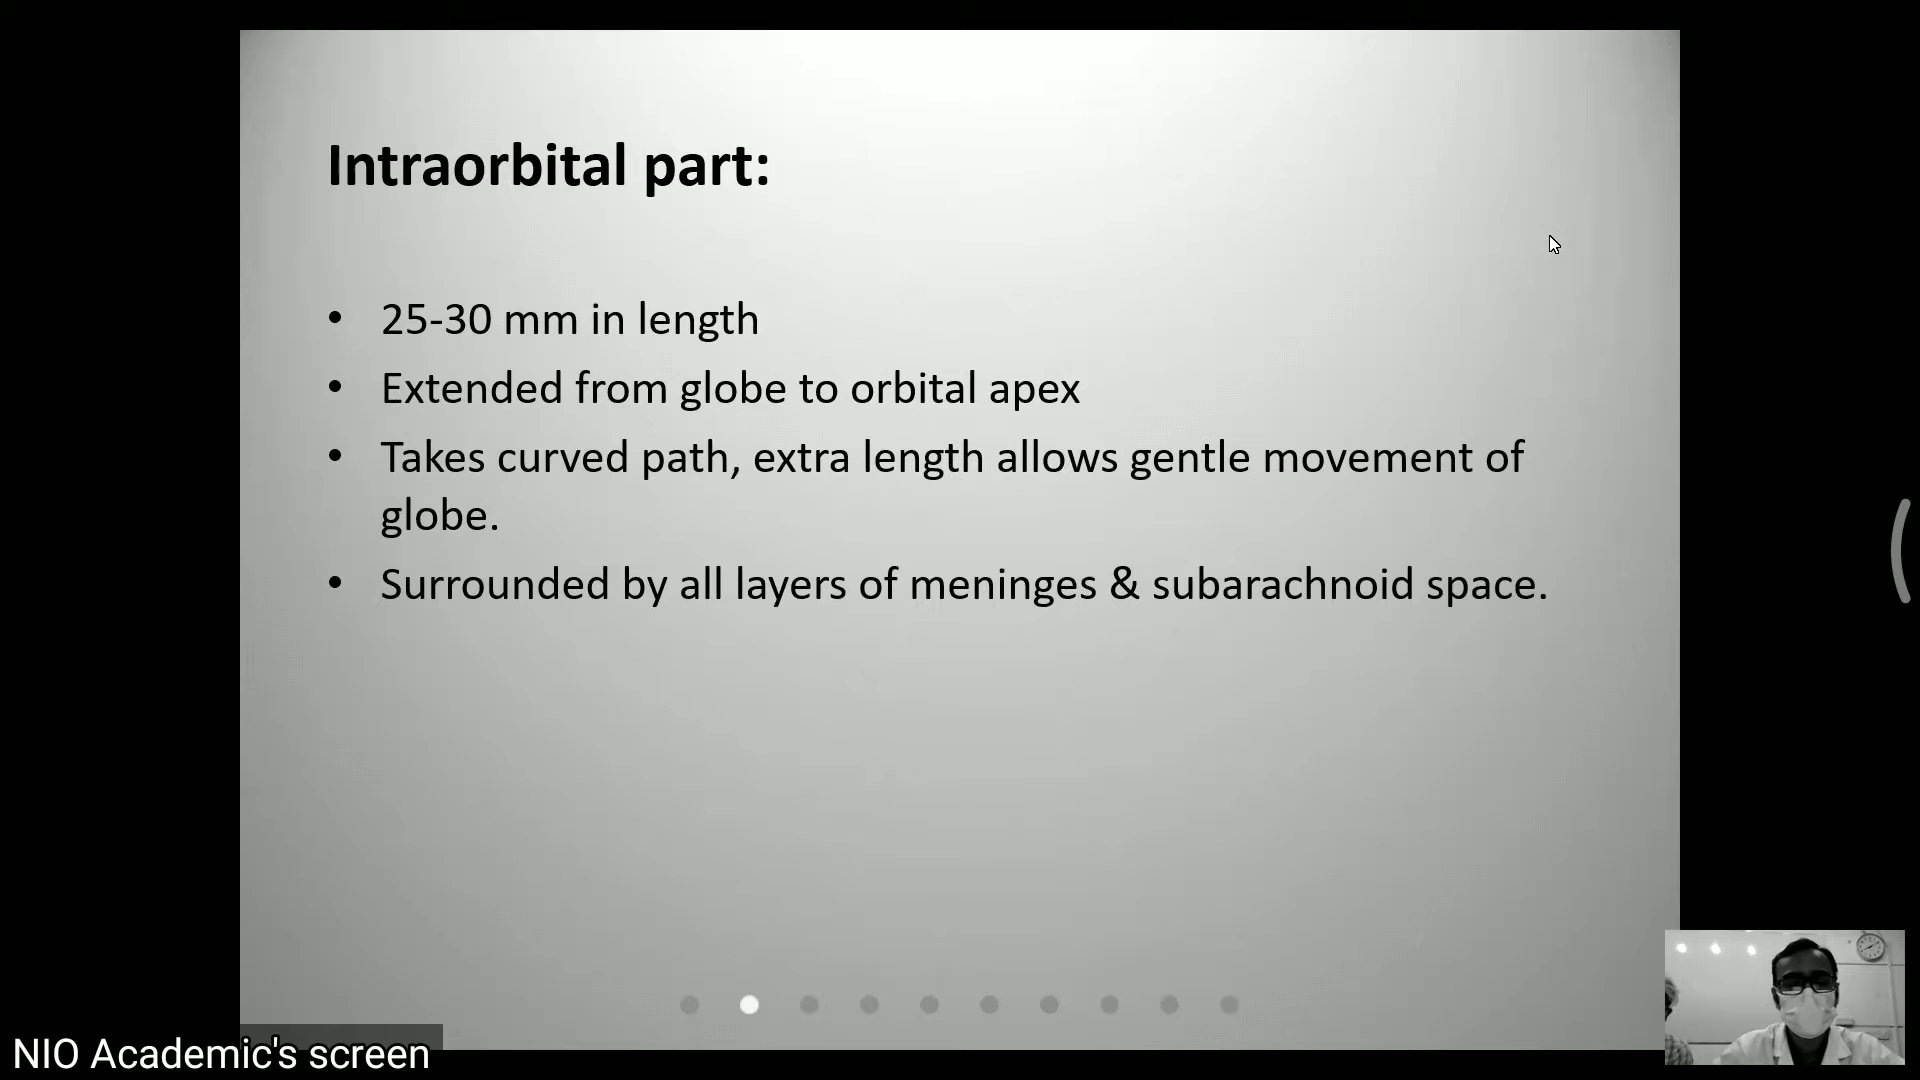 Intraorbital part:
• 25-30 mm in length
• Extended from globe to orbital apex
• Takes curved path, extra length allows gentle movement of
globe.
• Surrounded by all layers of meninges & subarachnoid space.
NIO Academic's screen